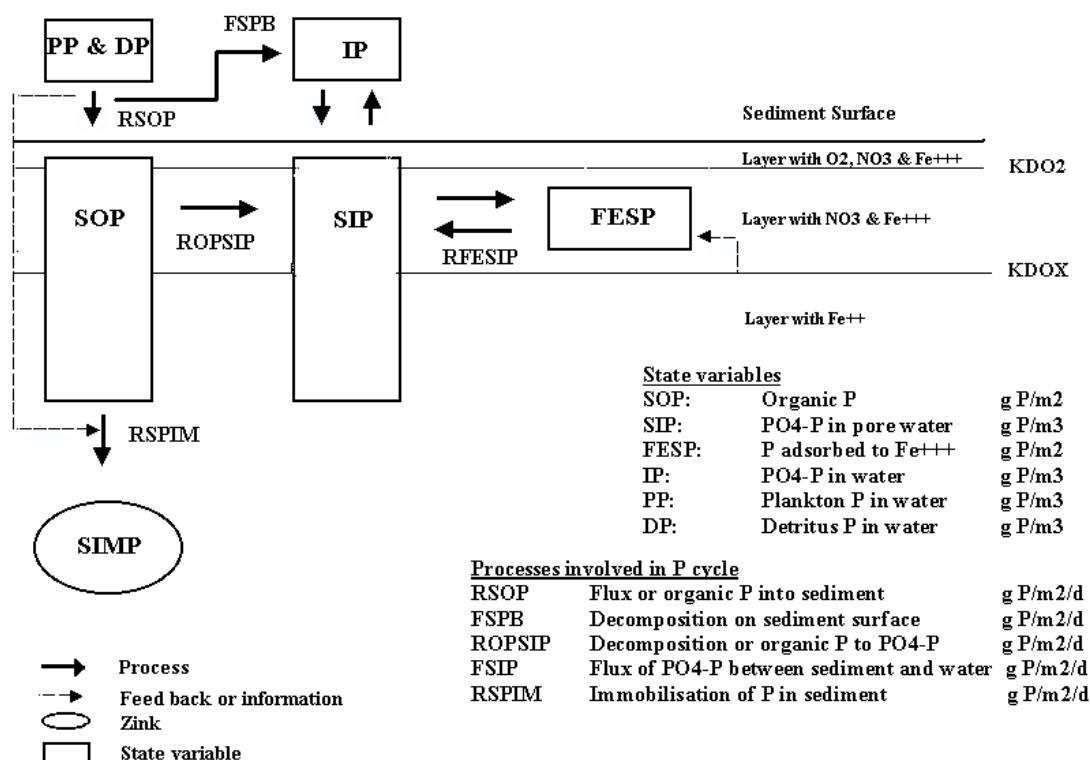 FSPB
PP & DP
IP
RSOP
Sediment Surface
Layer with O2, NO3 & Fe+++
KDO2
SOP
SIP
FESP
Layer with NO3 & Fe+++
ROPSIP
RFESIP
KDOX
Layer with Fe++
State variables
SOP: Organic P g P/m2
SIP: PO4-P in pore water g P/m3
FESP: P adsorbed to Fe+++ g P/m2
IP: PO4-P in water g P/m3
PP: Plankton P in water g P/m3
DP: Detritus P in water g P/m3
RSPIM
SIMP
Processes involved in P cycle
RSOP Flux or organic P into sediment g P/m2/d
FSPB Decomposition on sediment surface g P/m2/d
ROPSIP Decomposition or organic P to PO4-P g P/m2/d
FSIP Flux of PO4-P between sediment and water g P/m2/d
RSPIM Immobilisation of P in sediment g P/m2/d
Process
Feed back or information
Zink
State variable